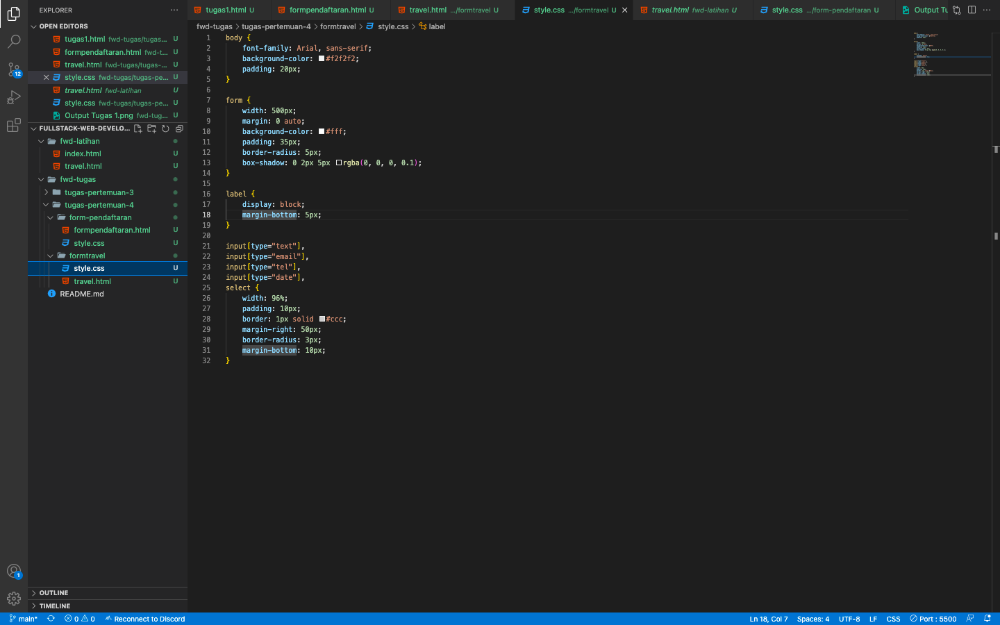 EXPLORER
OPEN EDITORS
tugas1.html fwd-tugas/tugas... U
formpendaftaran.html fwd-t... U
travel.html fwd-tugas/tugas-... U
style.css fwd-tugas/tugas-pe... U
travel.html fwd-latihan U
style.css fwd-tugas/tugas-pe... U
Output Tugas 1.png fwd-tug... U
FULLSTACK-WEB-DEVELO...
fwd-latihan
index.html U
travel.html U
fwd-tugas
tugas-pertemuan-3
tugas-pertemuan-4
form-pendaftaran
formpendaftaran.html U
style.css U
formtravel
style.css U
travel.html U
README.md
OUTLINE
TIMELINE
12
1
tugas1.html U
formpendaftaran.html U
travel.html .../formtravel U
style.css .../formtravel U
travel.html fwd-latihan U
style.css .../form-pendaftaran U
Output Tu
fwd-tugas > tugas-pertemuan-4 > formtravel > style.css > label
1 body {
2 font-family: Arial, sans-serif;
3 background-color: #f2f2f2;
4 padding: 20px;
5 }
6
7 form {
8 width: 500px;
9 margin: 0 auto;
10 background-color: #fff;
11 padding: 35px;
12 border-radius: 5px;
13 box-shadow: 0 2px 5px rgba(0, 0, 0, 0.1);
14 }
15
16 label {
17 display: block;
18 margin-bottom: 5px;
19 }
20
21 input[type="text"],
22 input[type="email"],
23 input[type="tel"],
24 input[type="date"],
25 select {
26 width: 96%;
27 padding: 10px;
28 border: 1px solid #ccc;
29 margin-right: 50px;
30 border-radius: 3px;
31 margin-bottom: 10px;
32 }
main* 0 0 Reconnect to Discord
Ln 18, Col 7 Spaces: 4 UTF-8 LF CSS Port : 5500